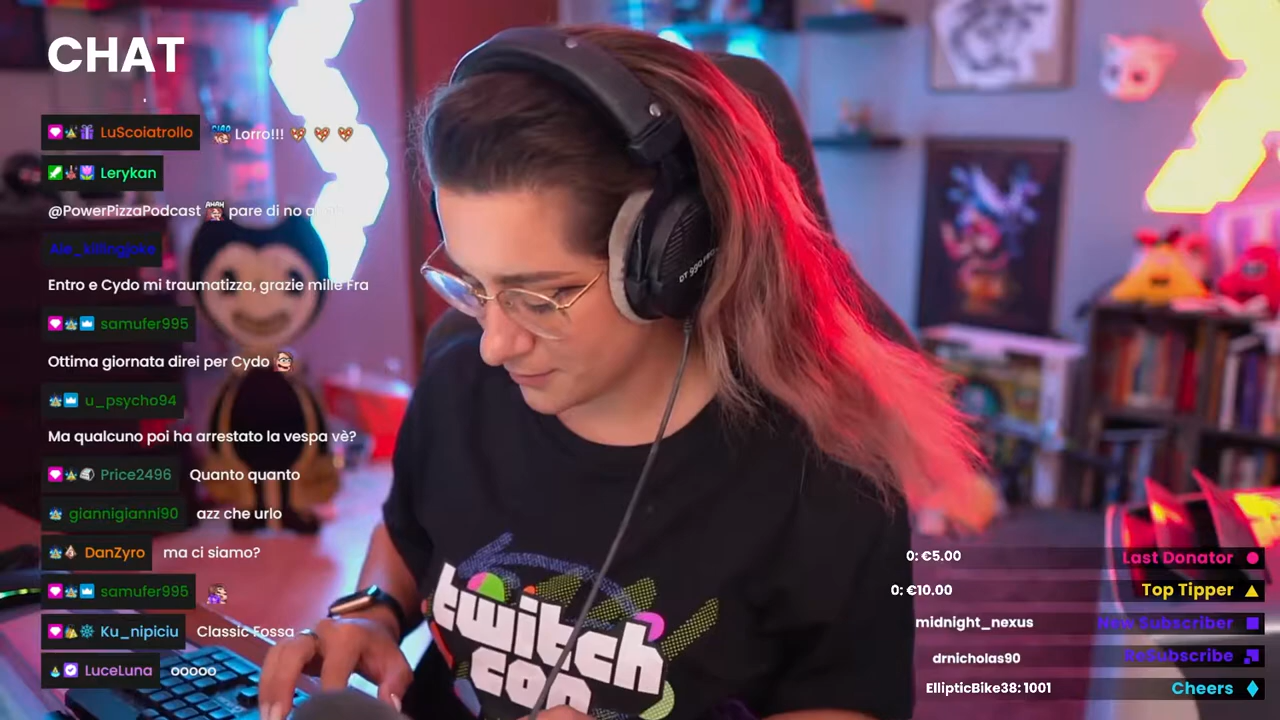 CHAT
LuScoiatrollo Lorro!!!
Lerykan
@PowerPizzaPodcast pare di no
Ale_killingjoke
Entro e Cydo mi traumatizza, grazie mille Fra
samufer995
Ottima giornata direi per Cydo
u_psycho94
Ma qualcuno poi ha arrestato la vespa vè?
Price2496 Quanto quanto
giannigianni90 azz che urlo
DanZyro ma ci siamo?
samufer995
Ku_nipiciu Classic Fossa
LuceLuna ooooo
DT 990 PRO
twitch
con
0: €5.00 Last Donator
0: €10.00 Top Tipper
midnight_nexus New Subscriber
drnicholas90 ReSubscribe
EllipticBike38: 1001 Cheers